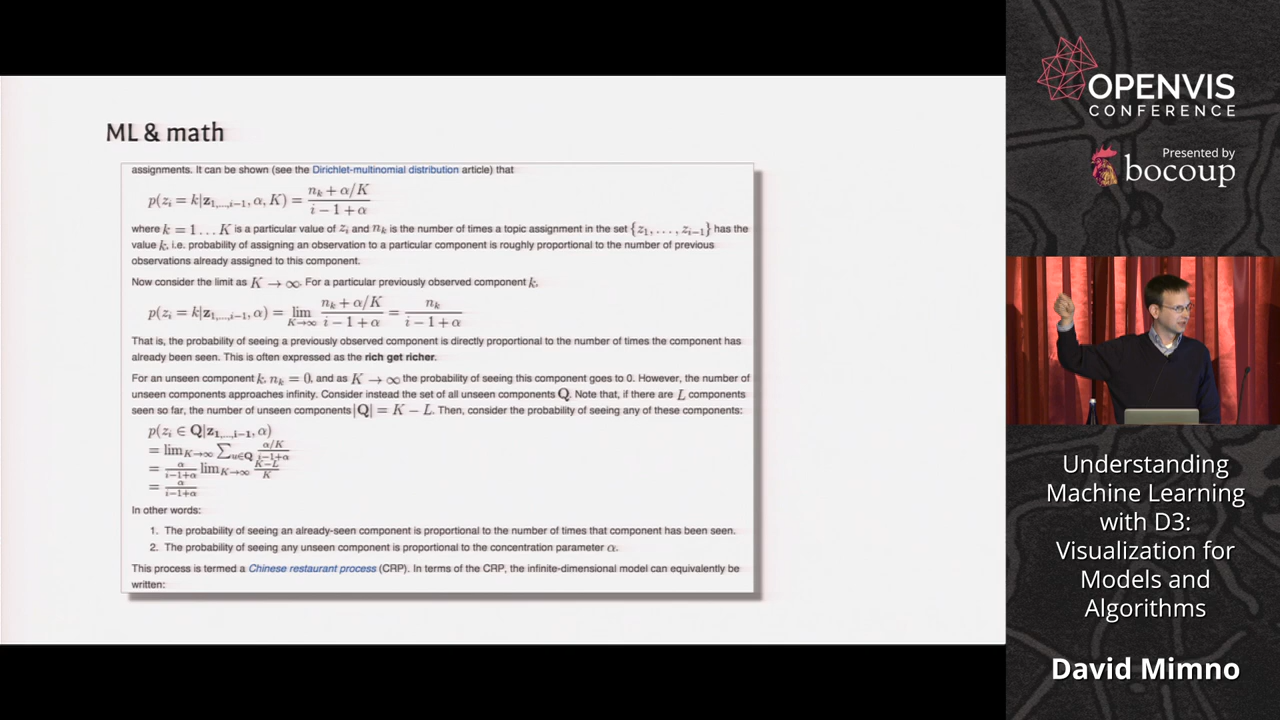 ML & math
assignments. It can be shown (see the Dirichlet-multinomial distribution article) that
p(z_i = k|z_{1,...,i−1}, α, K) = (n_k + α/K) / (i − 1 + α)
where k = 1 . . . K is a particular value of z_i and n_k is the number of times a topic assignment in the set {z_1, . . . , z_{i−1}} has the
value k, i.e. probability of assigning an observation to a particular component is roughly proportional to the number of previous
observations already assigned to this component.
Now consider the limit as K → ∞. For a particular previously observed component k,
p(z_i = k|z_{1,...,i−1}, α) = lim_{K→∞} (n_k + α/K) / (i − 1 + α) = n_k / (i − 1 + α)
That is, the probability of seeing a previously observed component is directly proportional to the number of times the component has
already been seen. This is often expressed as the rich get richer.
For an unseen component k, n_k = 0, and as K → ∞ the probability of seeing this component goes to 0. However, the number of
unseen components approaches infinity. Consider instead the set of all unseen components Q. Note that, if there are L components
seen so far, the number of unseen components |Q| = K − L. Then, consider the probability of seeing any of these components:
p(z_i ∈ Q|z_{1,...,i−1}, α)
= lim_{K→∞} ∑_{u∈Q} (α/K) / (i−1+α)
= α / (i−1+α) lim_{K→∞} (K−L) / K
= α / (i−1+α)
In other words:
1. The probability of seeing an already-seen component is proportional to the number of times that component has been seen.
2. The probability of seeing any unseen component is proportional to the concentration parameter α.
This process is termed a Chinese restaurant process (CRP). In terms of the CRP, the infinite-dimensional model can equivalently be
written:
OPENVIS
CONFERENCE
Presented by
bocoup
Understanding
Machine Learning
with D3:
Visualization for
Models and
Algorithms
David Mimno